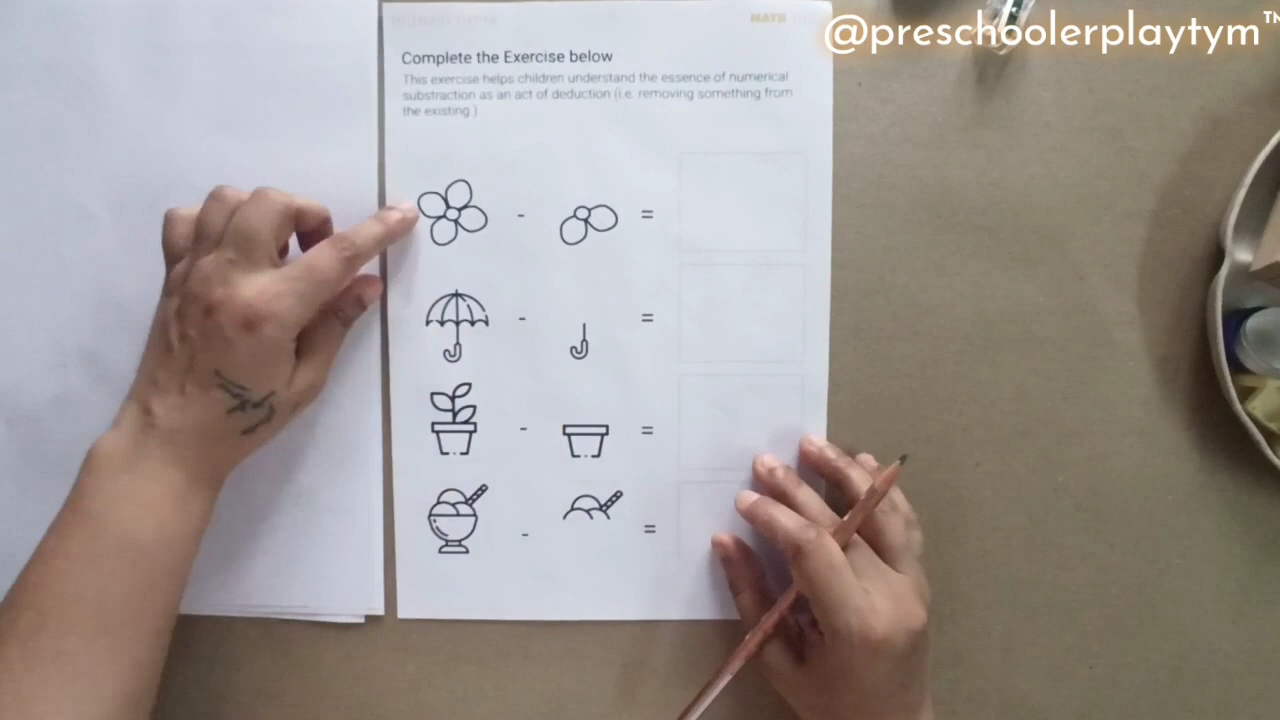 MATH
@preschoolerplaytym™
Complete the Exercise below
This exercise helps children understand the essence of numerical
substraction as an act of deduction (i.e. removing something from
the existing )
- =
- =
- =
- =